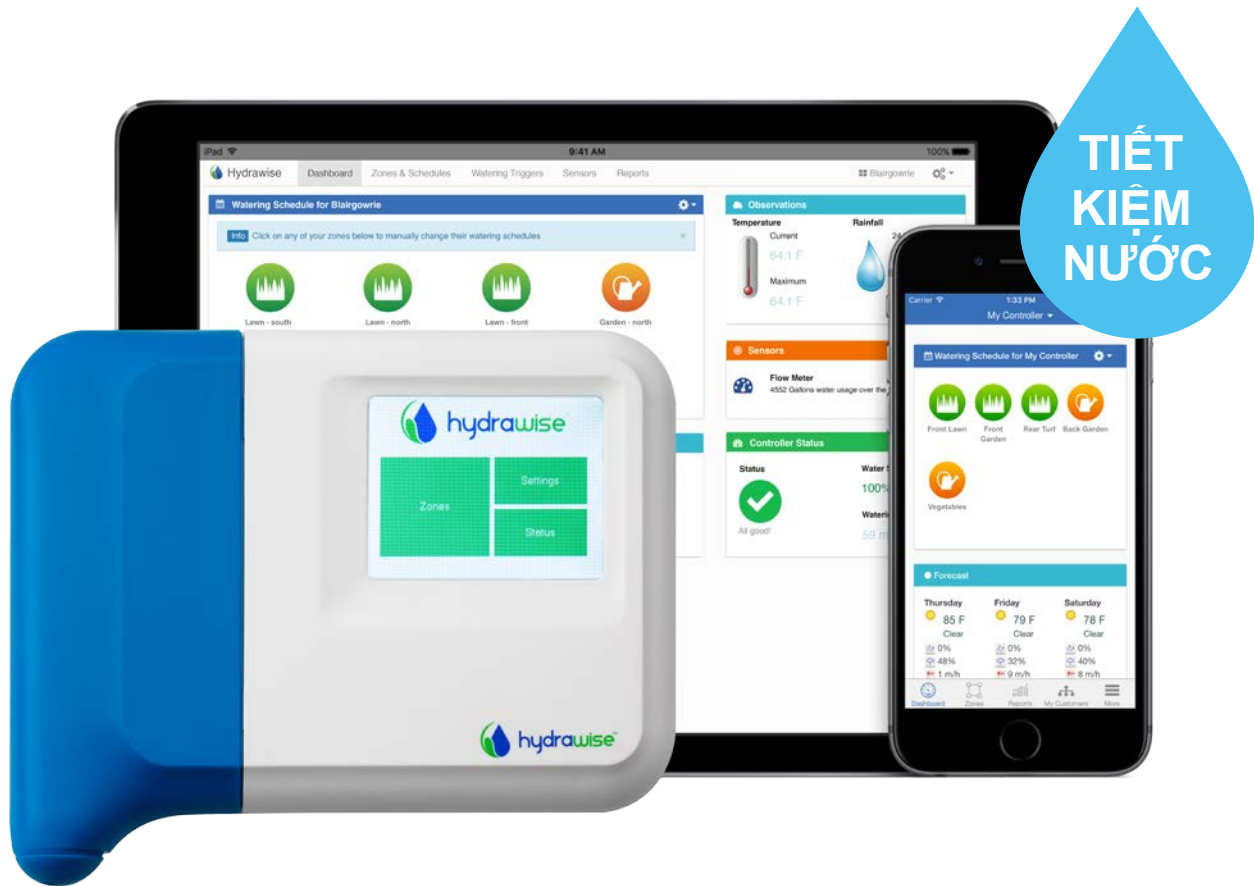 TIẾT
KIỆM
NƯỚC
iPad
9:41 AM
100%
Hydrawise
Dashboard
Zones & Schedules
Watering Triggers
Sensors
Reports
Blairgowrie
Watering Schedule for Blairgowrie
Info Click on any of your zones below to manually change their watering schedules ×
Lawn - south
Lawn - north
Lawn - front
Garden - north
Observations
Temperature
Rainfall
Current
24
64.1 F
Maximum
64.1 F
Sensors
Flow Meter
4552 Gallons water usage over the
Controller Status
Status
Water
100%
All good!
59 m
hydrawise
Zones
Settings
Status
hydrawise™
Carrier
1:33 PM
My Controller
Watering Schedule for My Controller
Front Lawn
Front
Garden
Rear Turf
Back Garden
Vegetables
Forecast
Thursday
Friday
Saturday
85 F
79 F
78 F
Clear
Clear
Clear
0%
0%
0%
48%
32%
40%
1 m/h
9 m/h
8 m/h
Dashboard
Zones
Reports
My Customers
More